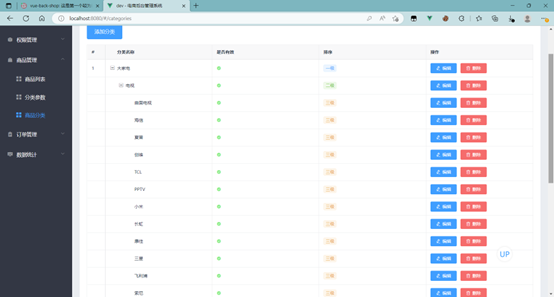 vue-back-shop: 这是第一个
dev - 电商后台管理系统
localhost:8080/#/categories
权限管理
商品管理
商品列表
分类参数
商品分类
订单管理
数据统计
添加分类
# 分类名称 是否有效 排序 操作
1 大家电 一级 编辑 删除
电视 二级 编辑 删除
曲面电视 三级 编辑 删除
海信 三级 编辑 删除
夏普 三级 编辑 删除
创维 三级 编辑 删除
TCL 三级 编辑 删除
PPTV 三级 编辑 删除
小米 三级 编辑 删除
长虹 三级 编辑 删除
康佳 三级 编辑 删除
三星 三级 编辑 删除
飞利浦 三级 编辑 删除
索尼 三级 编辑 删除
UP